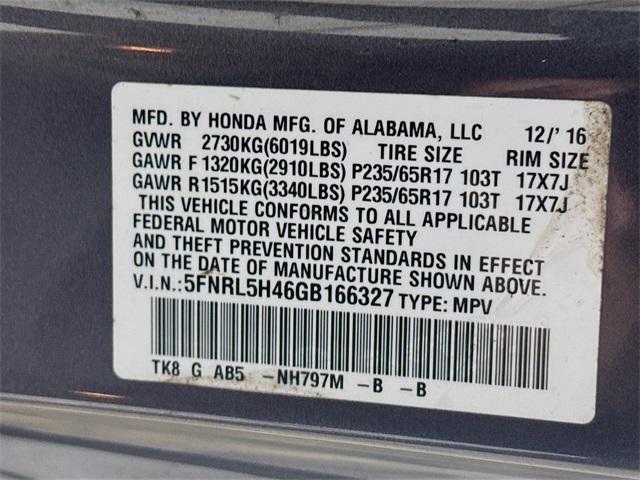 MFD. BY HONDA MFG. OF ALABAMA, LLC 12/' 16
GVWR 2730KG(6019LBS) TIRE SIZE RIM SIZE
GAWR F 1320KG(2910LBS) P235/65R17 103T 17X7J
GAWR R1515KG(3340LBS) P235/65R17 103T 17X7J
THIS VEHICLE CONFORMS TO ALL APPLICABLE
FEDERAL MOTOR VEHICLE SAFETY
AND THEFT PREVENTION STANDARDS IN EFFECT
ON THE DATE OF MANUFACTURE SHOWN ABOVE.
V.I.N.:5FNRL5H46GB166327 TYPE: MPV
TK8 G AB5 -NH797M -B -B